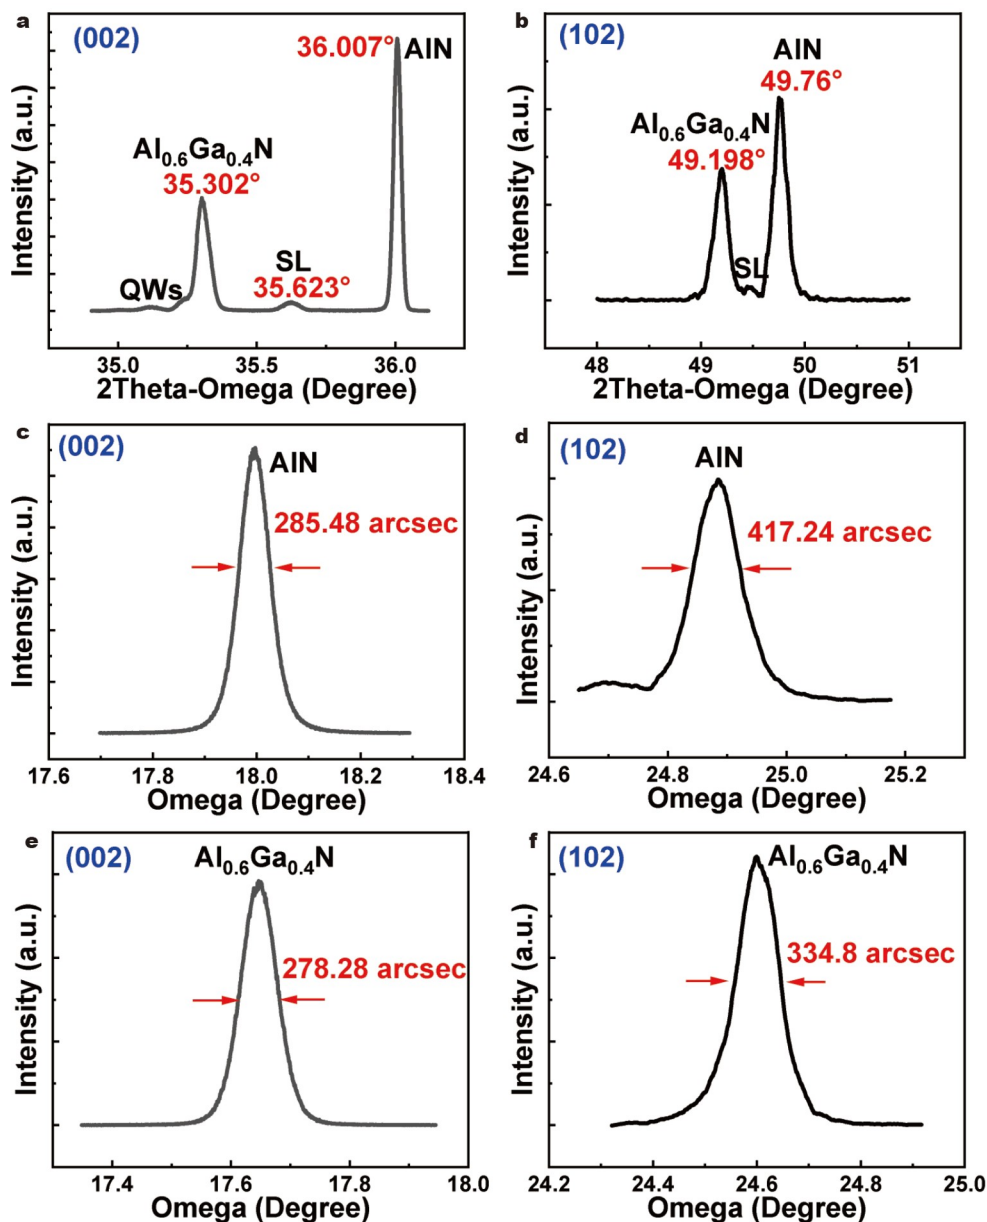 a
(002)
36.007°
AlN
Al0.6Ga0.4N
35.302°
SL
QWs
35.623°
Intensity (a.u.)
35.0
35.5
36.0
2Theta-Omega (Degree)
b
(102)
AlN
49.76°
Al0.6Ga0.4N
49.198°
SL
Intensity (a.u.)
48
49
50
51
2Theta-Omega (Degree)
c
(002)
AlN
285.48 arcsec
Intensity (a.u.)
17.6
17.8
18.0
18.2
18.4
Omega (Degree)
d
(102)
AlN
417.24 arcsec
Intensity (a.u.)
24.6
24.8
25.0
25.2
Omega (Degree)
e
(002)
Al0.6Ga0.4N
278.28 arcsec
Intensity (a.u.)
17.4
17.6
17.8
18.0
Omega (Degree)
f
(102)
Al0.6Ga0.4N
334.8 arcsec
Intensity (a.u.)
24.2
24.4
24.6
24.8
25.0
Omega (Degree)